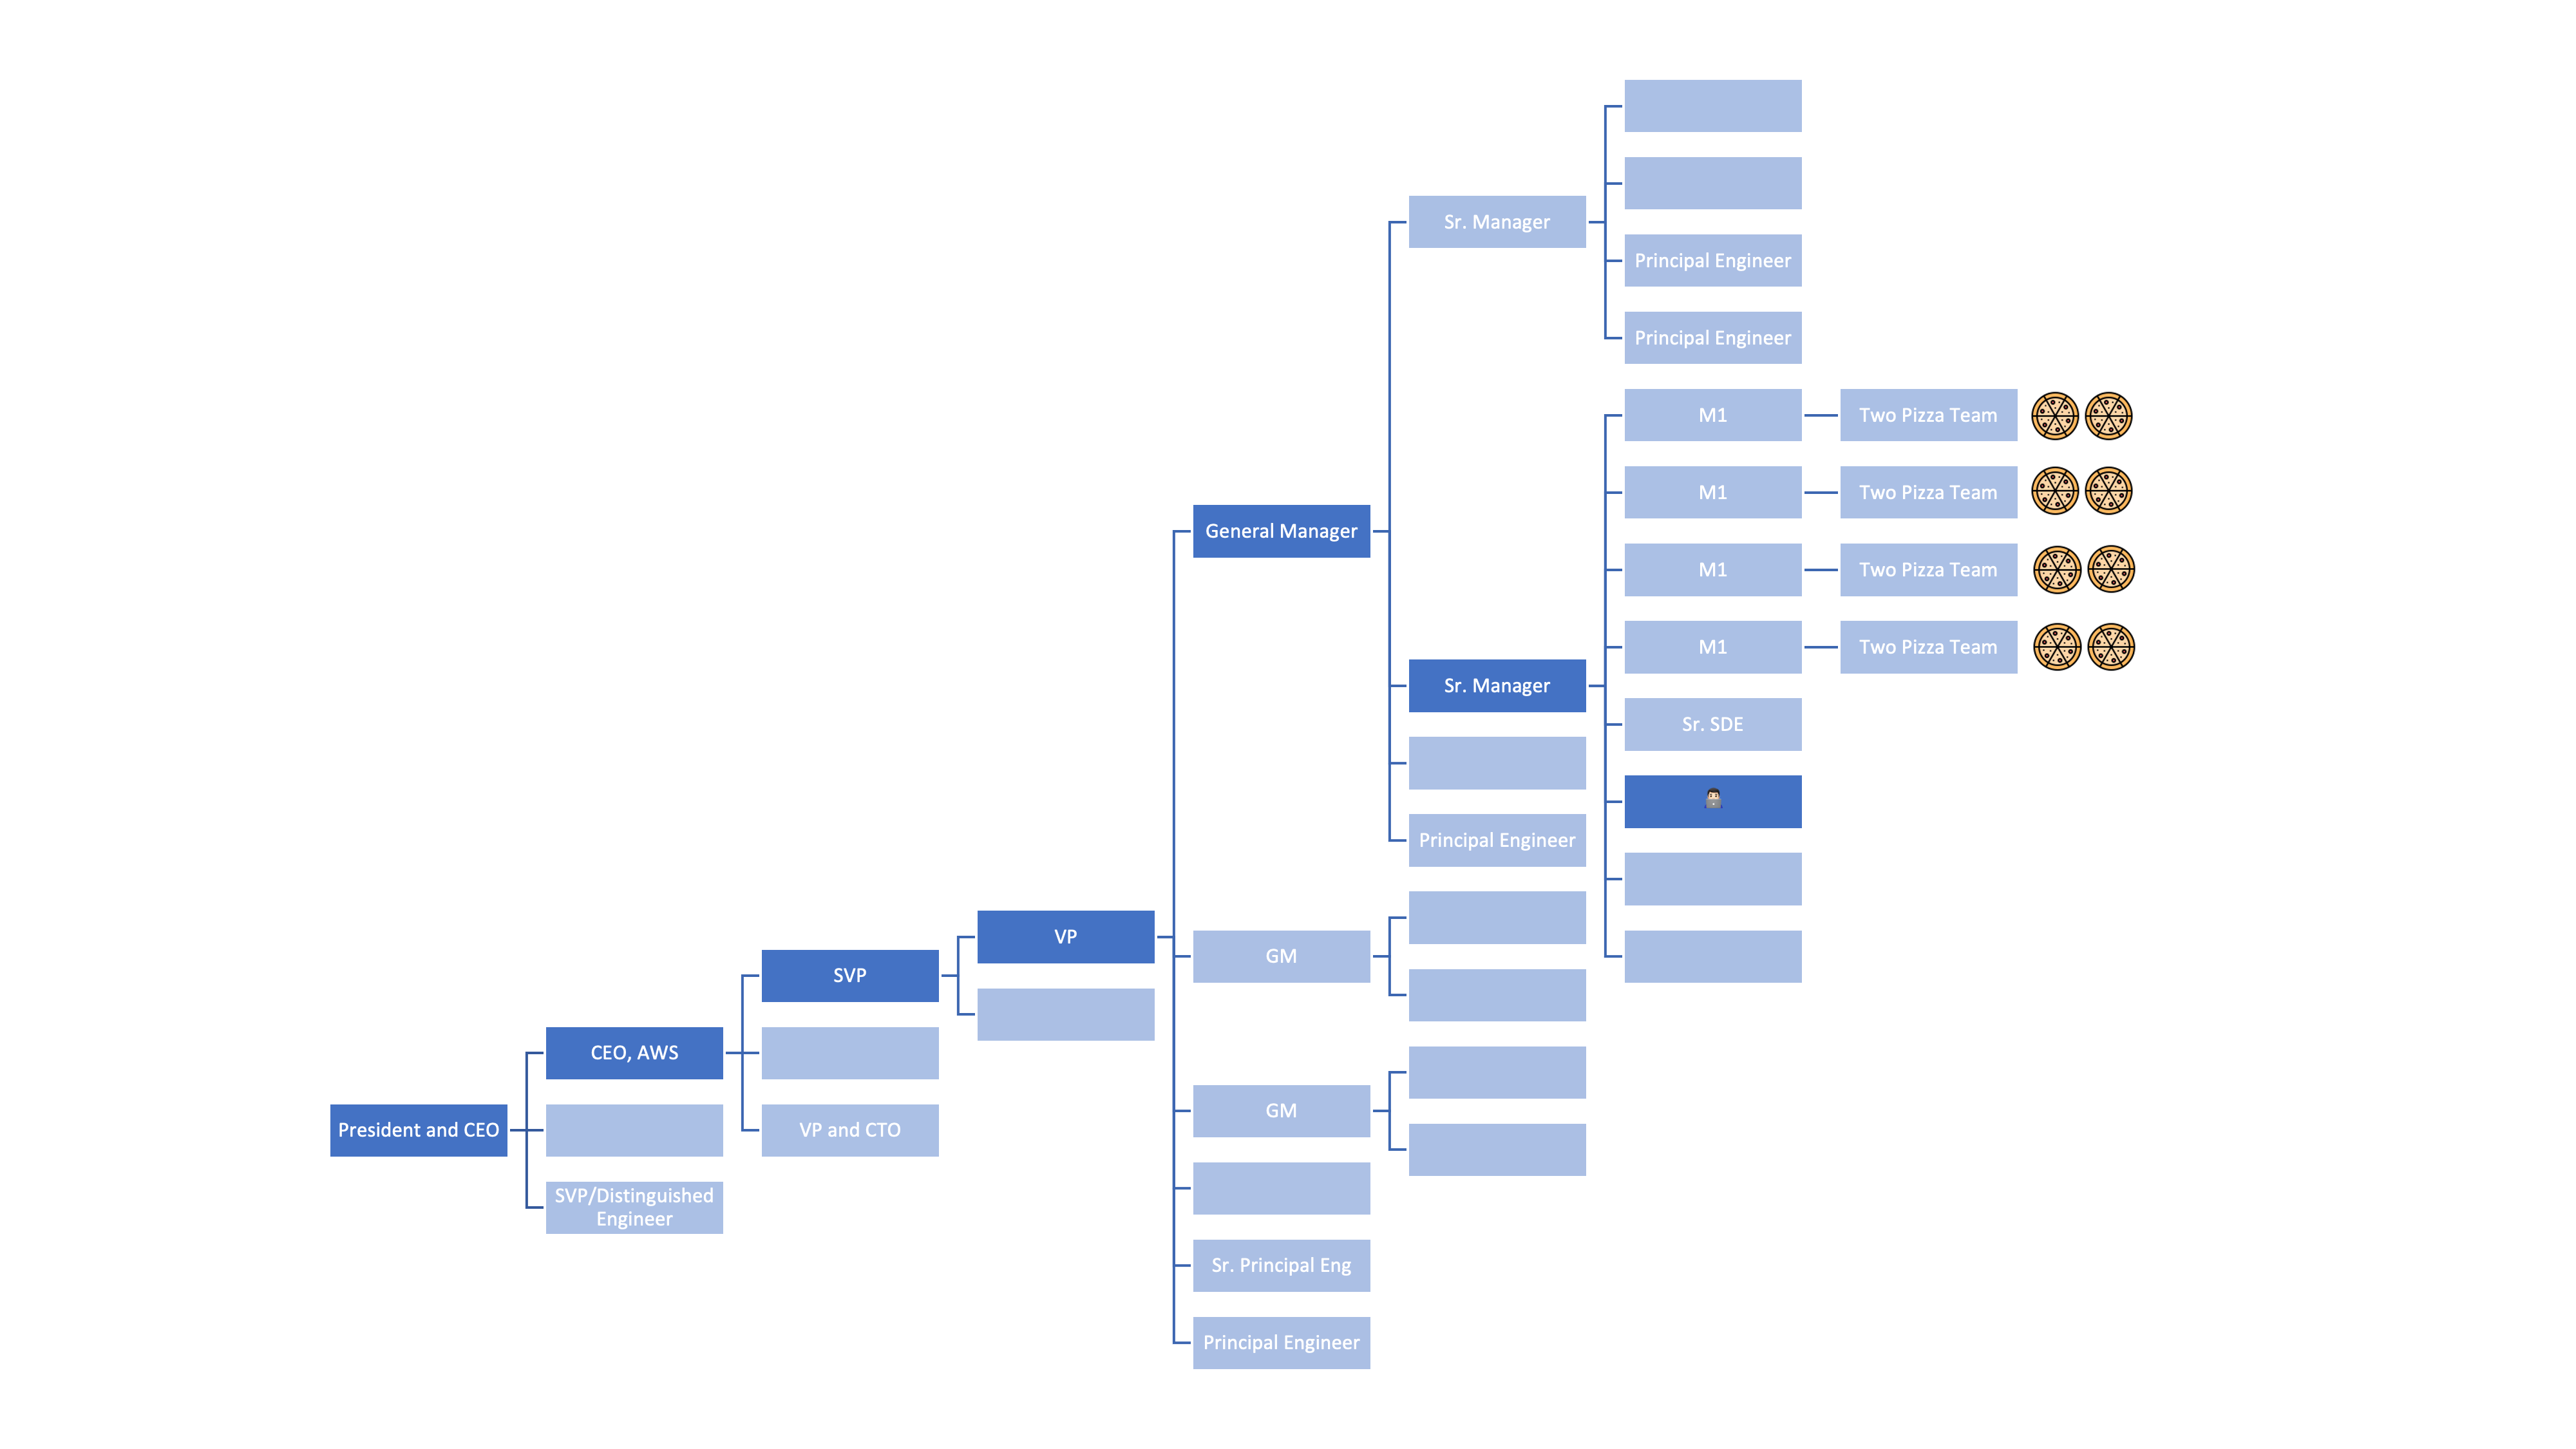 Sr. Manager
Principal Engineer
Principal Engineer
M1
Two Pizza Team
M1
Two Pizza Team
General Manager
M1
Two Pizza Team
M1
Two Pizza Team
Sr. Manager
Sr. SDE
Principal Engineer
VP
GM
SVP
CEO, AWS
GM
President and CEO
VP and CTO
SVP/Distinguished
Engineer
Sr. Principal Eng
Principal Engineer